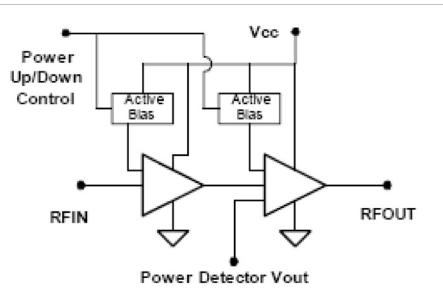 Vcc
Power
Up/Down
Control
Active
Bias
Active
Bias
RFIN
RFOUT
Power Detector Vout